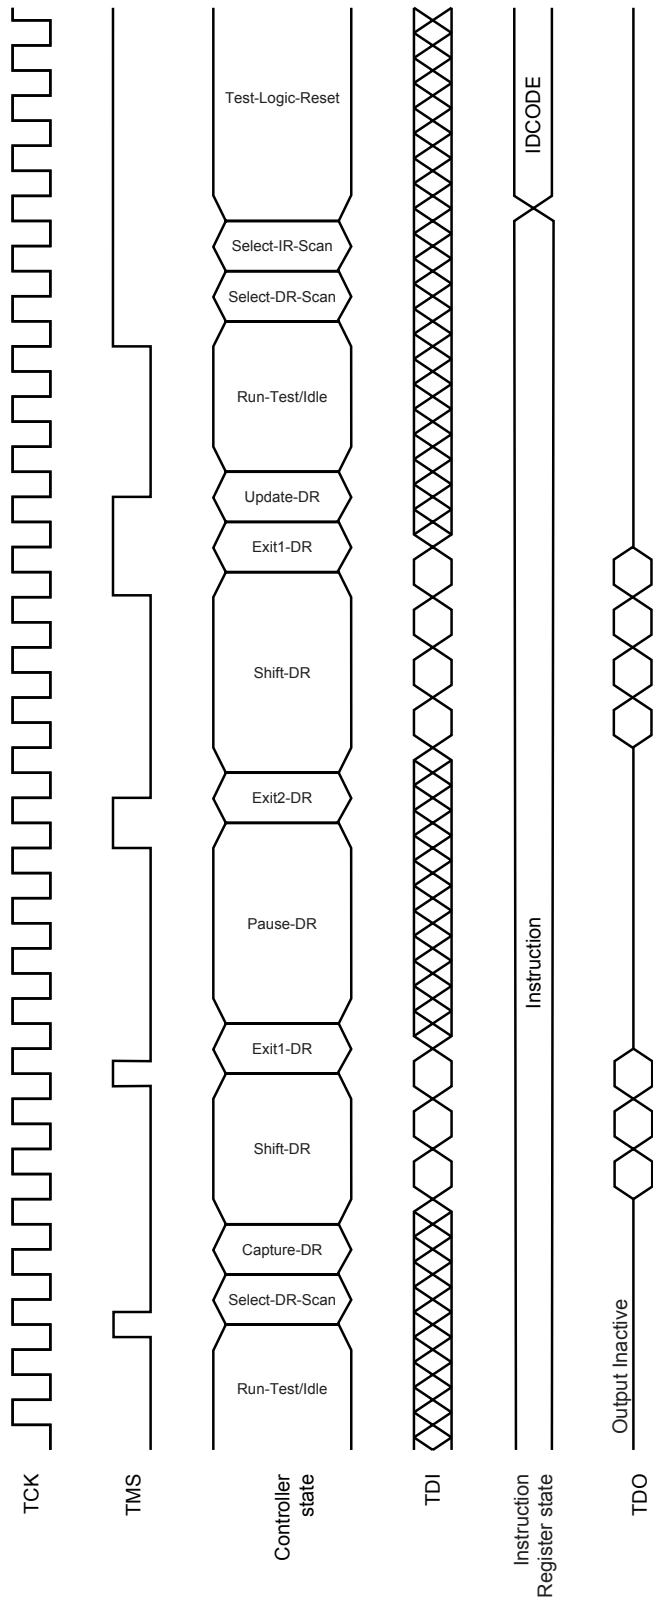 Test-Logic-Reset
Select-IR-Scan
Select-DR-Scan
Run-Test/Idle
Update-DR
Exit1-DR
Shift-DR
Exit2-DR
Pause-DR
Exit1-DR
Shift-DR
Capture-DR
Select-DR-Scan
Run-Test/Idle
IDCODE
Instruction
Output Inactive
TCK
TMS
Controller
state
TDI
Instruction
Register state
TDO